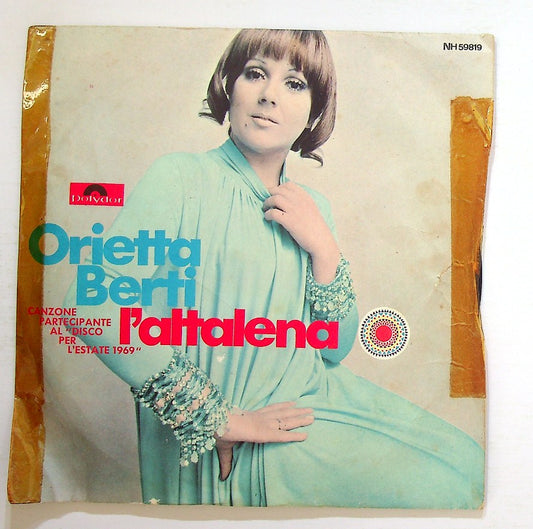 NH 59819
Polydor
Orietta
Berti
CANZONE
PARTECIPANTE
AL "DISCO
PER
L'ESTATE 1969"
l'altalena